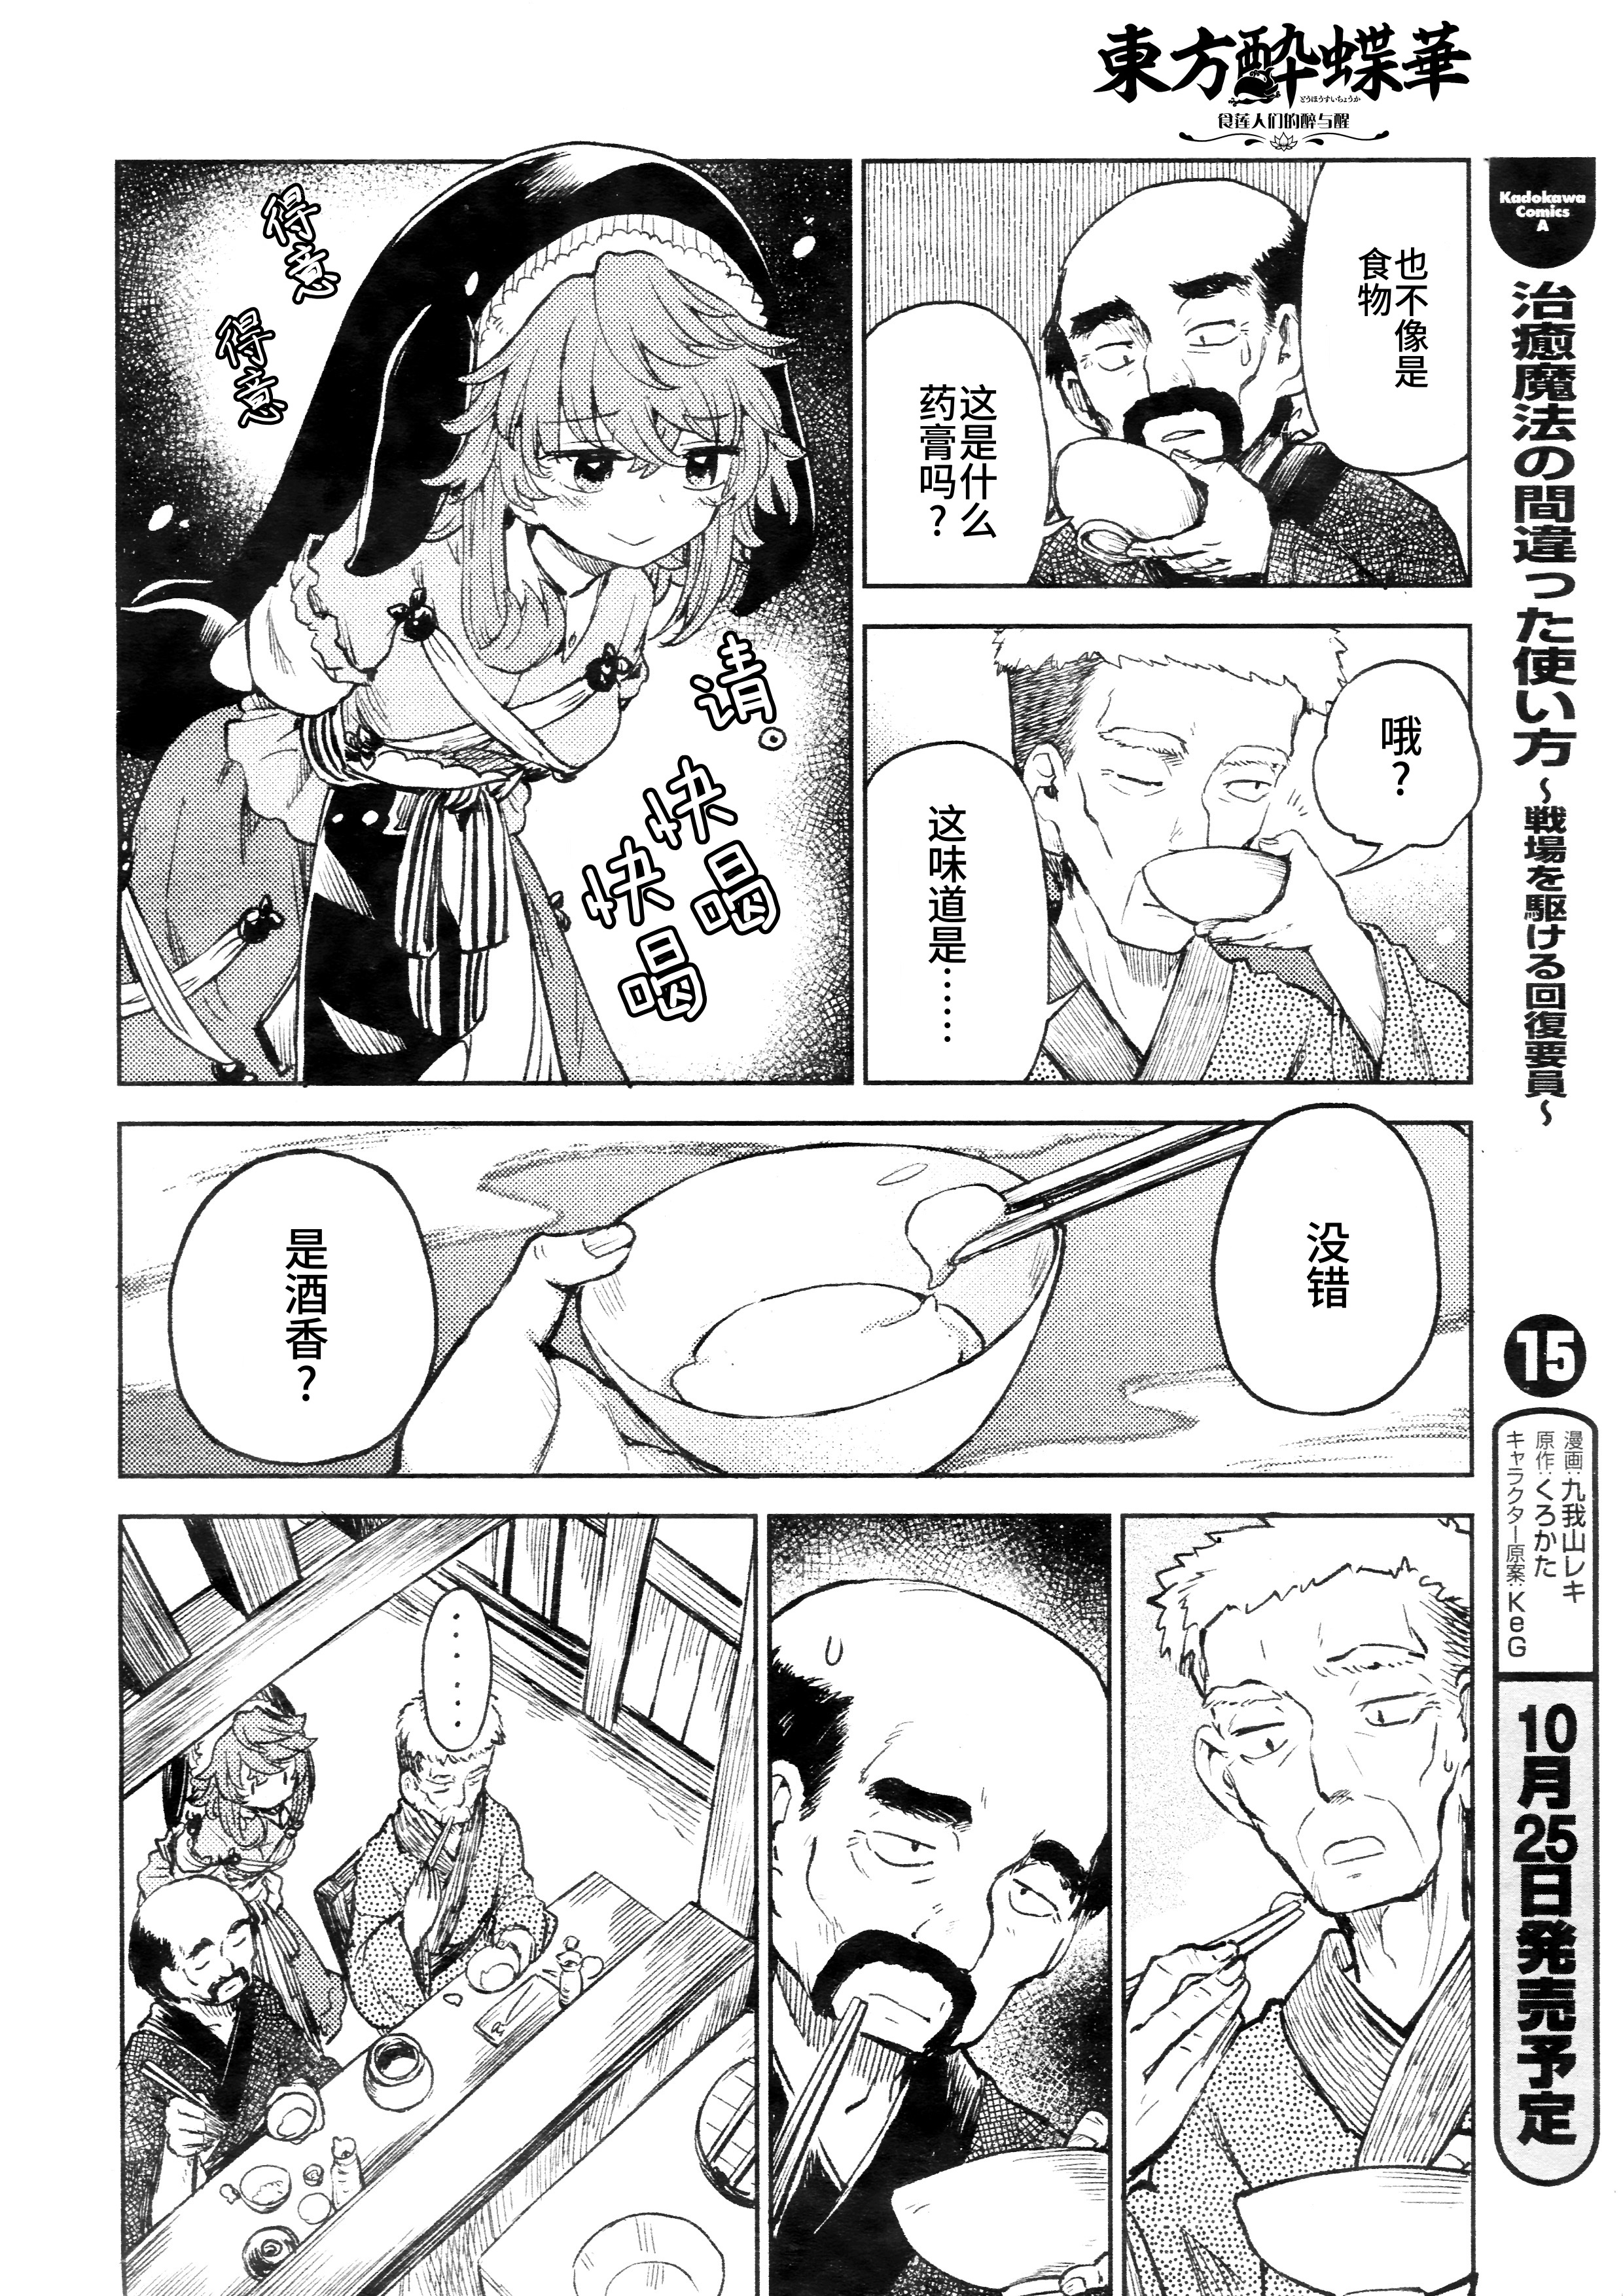 東方酔蝶華
とうほうすいちょうか
食莲人们的醉与醒
也不像是
食物
这是什么
药膏吗?
哦?
这味道是……
得意
得意
请。
快喝
快喝
没错
是酒香?
……
Kadokawa
Comics
A
治癒魔法の間違った使い方
~戦場を駆ける回復要員~
15
漫画:九我山レキ
原作:くろかた
キャラクター原案:KeG
10月25日発売予定